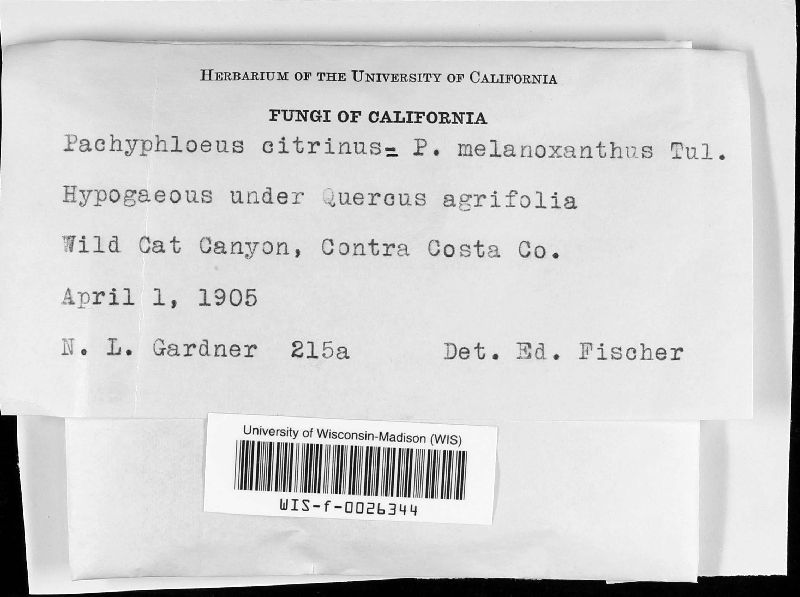 Herbarium of the University of California
FUNGI OF CALIFORNIA
Pachyphloeus citrinus= P. melanoxanthus Tul.
Hypogaeous under Quercus agrifolia
Wild Cat Canyon, Contra Costa Co.
April 1, 1905
N. L. Gardner 215a Det. Ed. Fischer
University of Wisconsin-Madison (WIS)
WIS-f-0026344